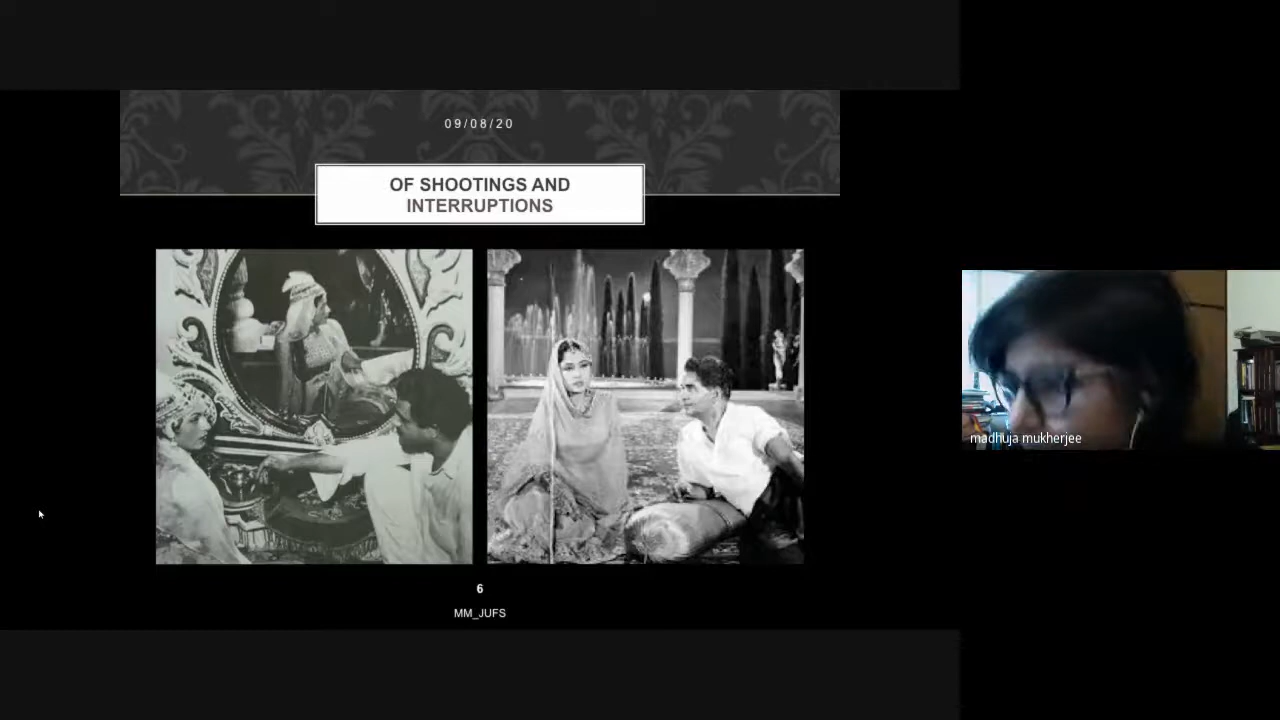 09/08/20
OF SHOOTINGS AND
INTERRUPTIONS
6
MM_JUFS
madhuja mukherjee